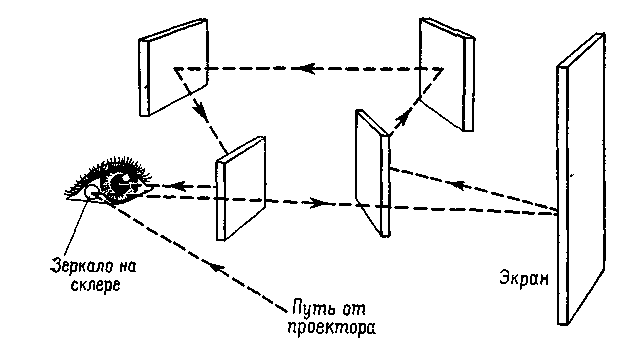 Зеркало на
склере
Путь от
проектора
Экран